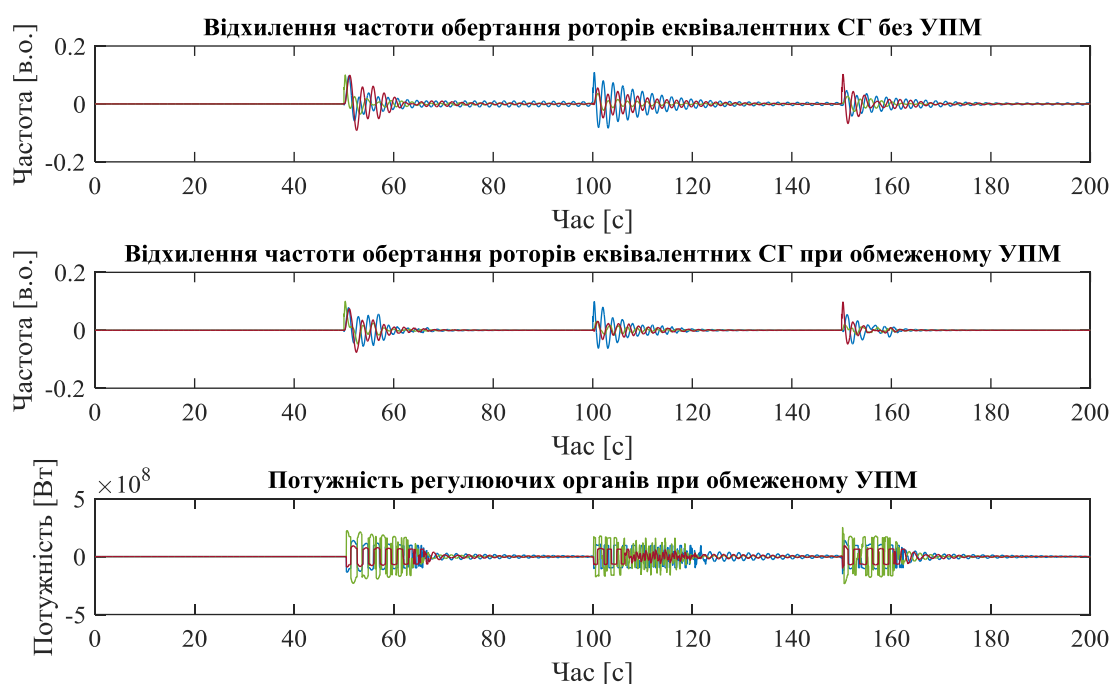 Відхилення частоти обертання роторів еквівалентних СГ без УПМ
Частота [в.о.]
0.2
0
-0.2
0 20 40 60 80 100 120 140 160 180 200
Час [с]
Відхилення частоти обертання роторів еквівалентних СГ при обмеженому УПМ
Частота [в.о.]
0.2
0
-0.2
0 20 40 60 80 100 120 140 160 180 200
Час [с]
Потужність регулюючих органів при обмеженому УПМ
Потужність [Вт]
×10⁸
5
0
-5
0 20 40 60 80 100 120 140 160 180 200
Час [с]